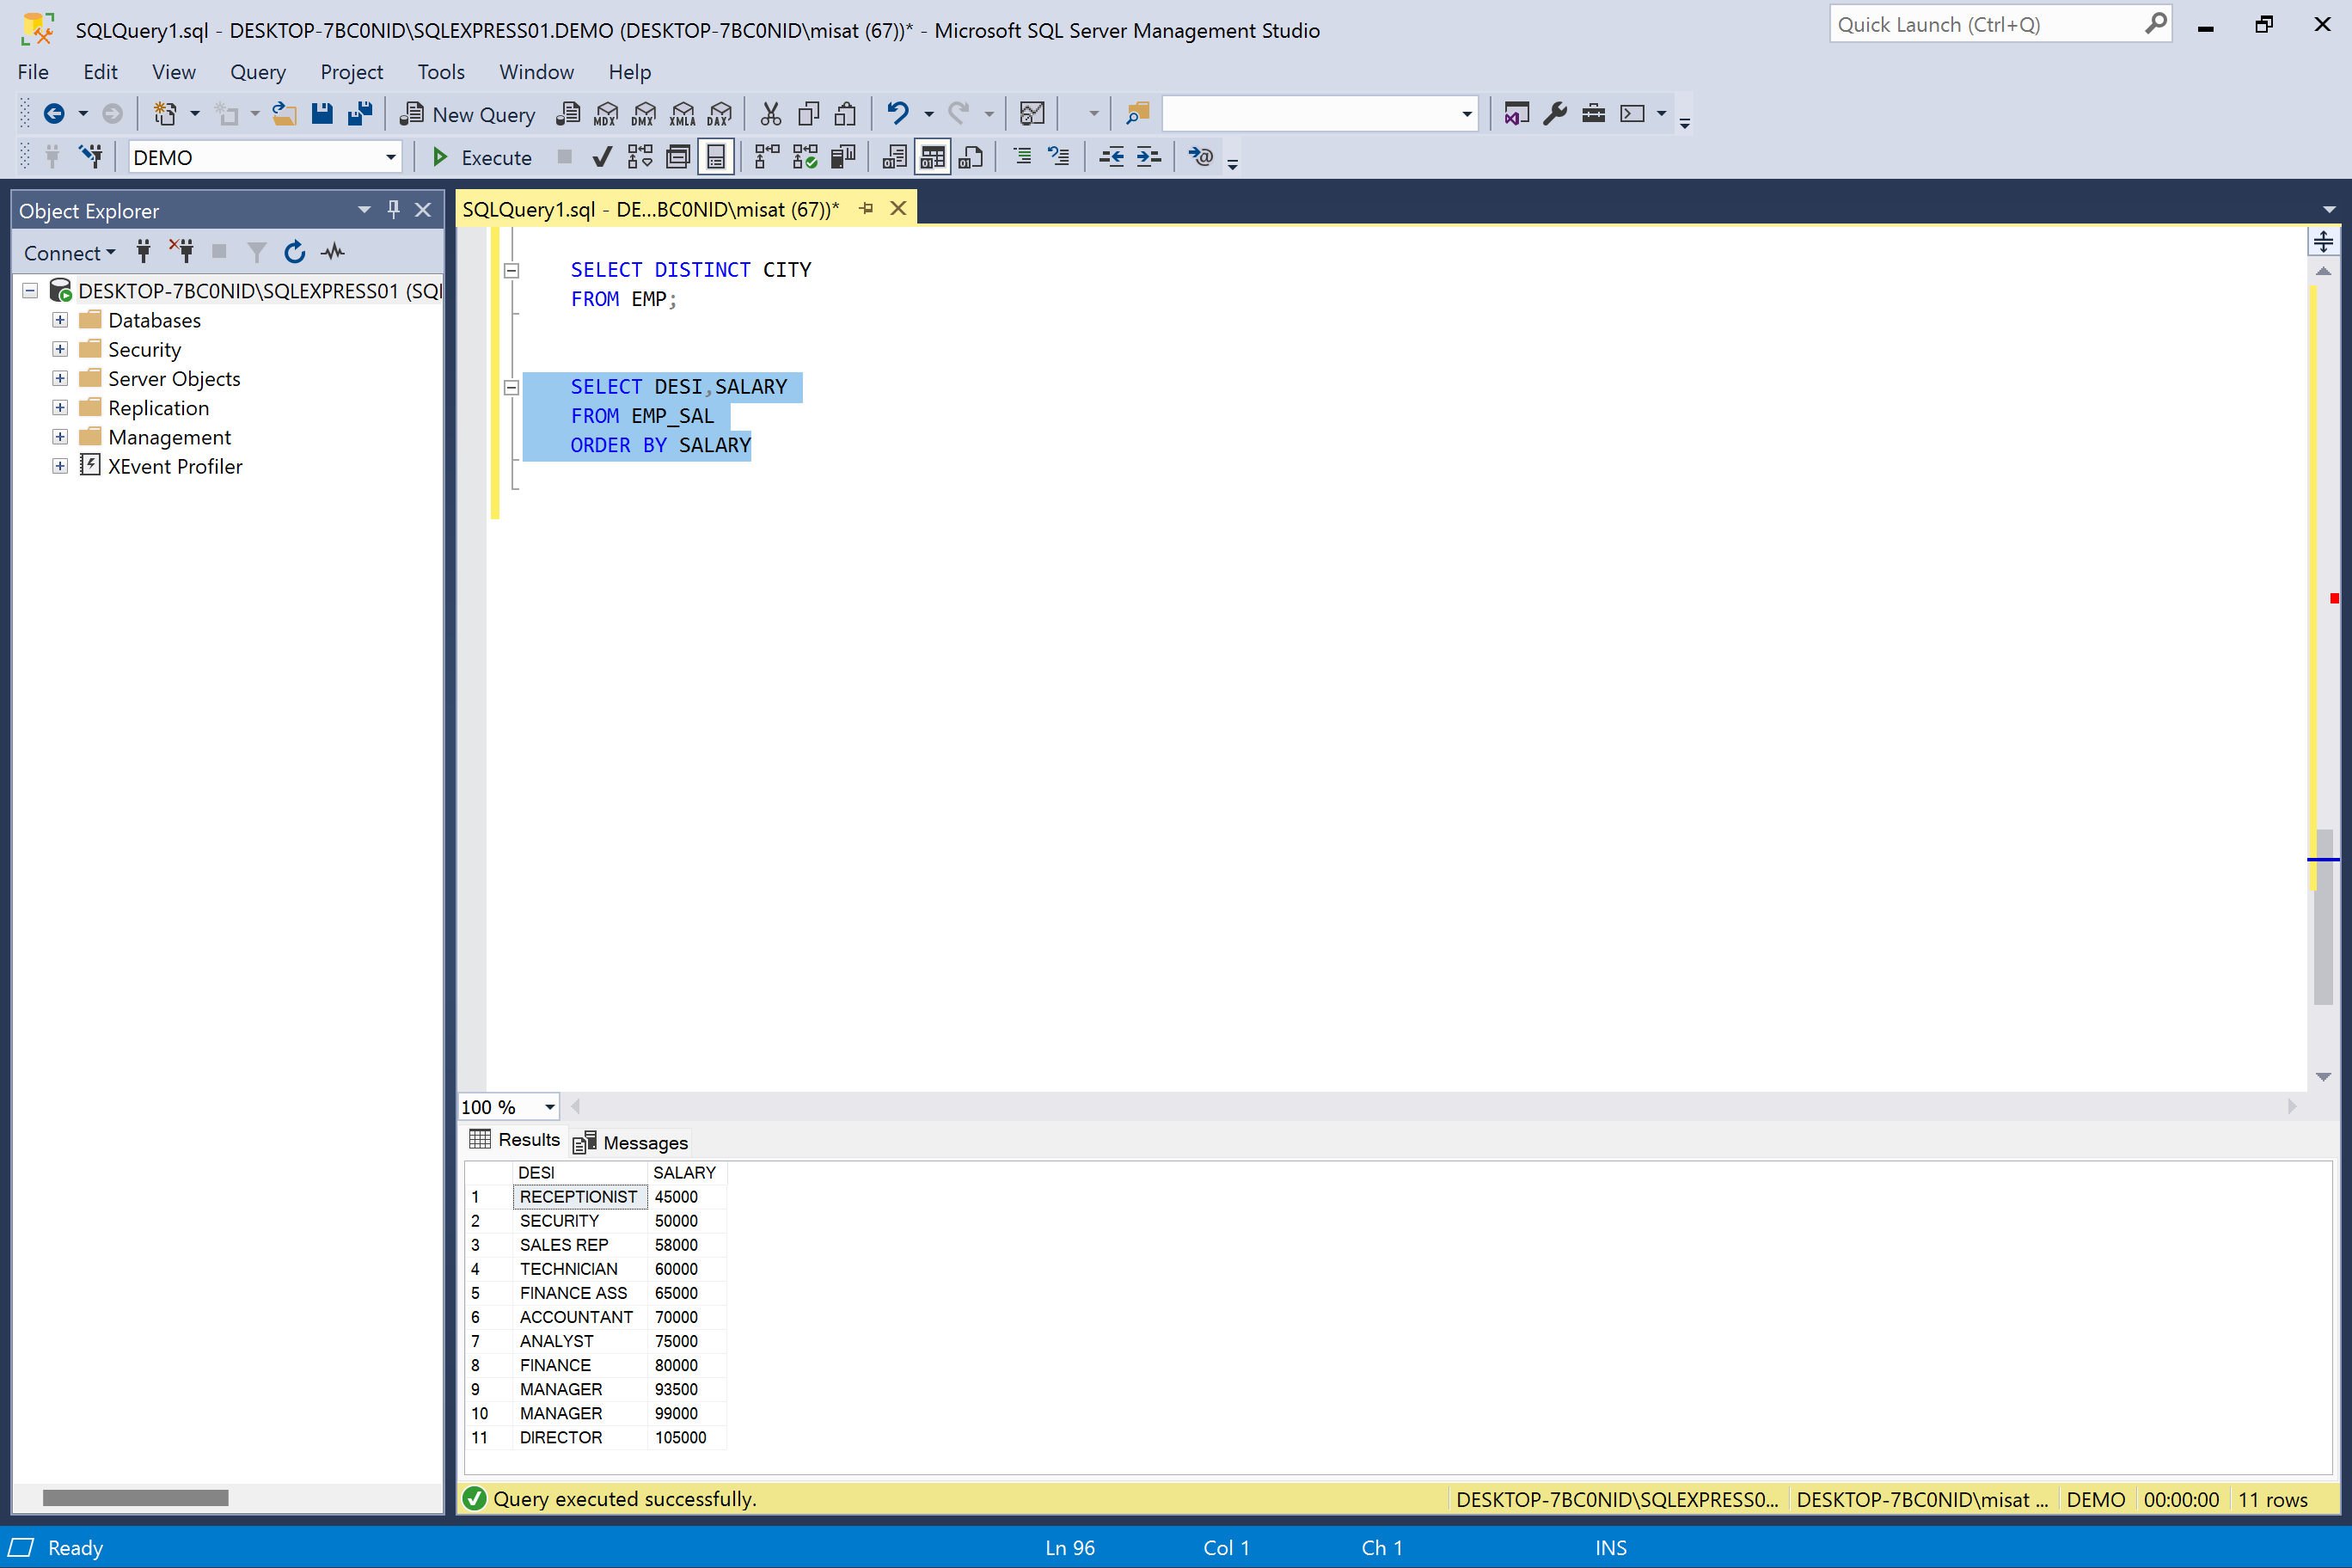 SQLQuery1.sql - DESKTOP-7BC0NID\SQLEXPRESS01.DEMO (DESKTOP-7BC0NID\misat (67))* - Microsoft SQL Server Management Studio
Quick Launch (Ctrl+Q)
File Edit View Query Project Tools Window Help
New Query MDX DMX XMLA DAX
DEMO Execute
Object Explorer
Connect
DESKTOP-7BC0NID\SQLEXPRESS01 (SQL
Databases
Security
Server Objects
Replication
Management
XEvent Profiler
SQLQuery1.sql - DE...BC0NID\misat (67))*
SELECT DISTINCT CITY
FROM EMP;
SELECT DESI,SALARY
FROM EMP_SAL
ORDER BY SALARY
100 %
Results Messages
DESI SALARY
1 RECEPTIONIST 45000
2 SECURITY 50000
3 SALES REP 58000
4 TECHNICIAN 60000
5 FINANCE ASS 65000
6 ACCOUNTANT 70000
7 ANALYST 75000
8 FINANCE 80000
9 MANAGER 93500
10 MANAGER 99000
11 DIRECTOR 105000
Query executed successfully. DESKTOP-7BC0NID\SQLEXPRESS0... DESKTOP-7BC0NID\misat ... DEMO 00:00:00 11 rows
Ready Ln 96 Col 1 Ch 1 INS